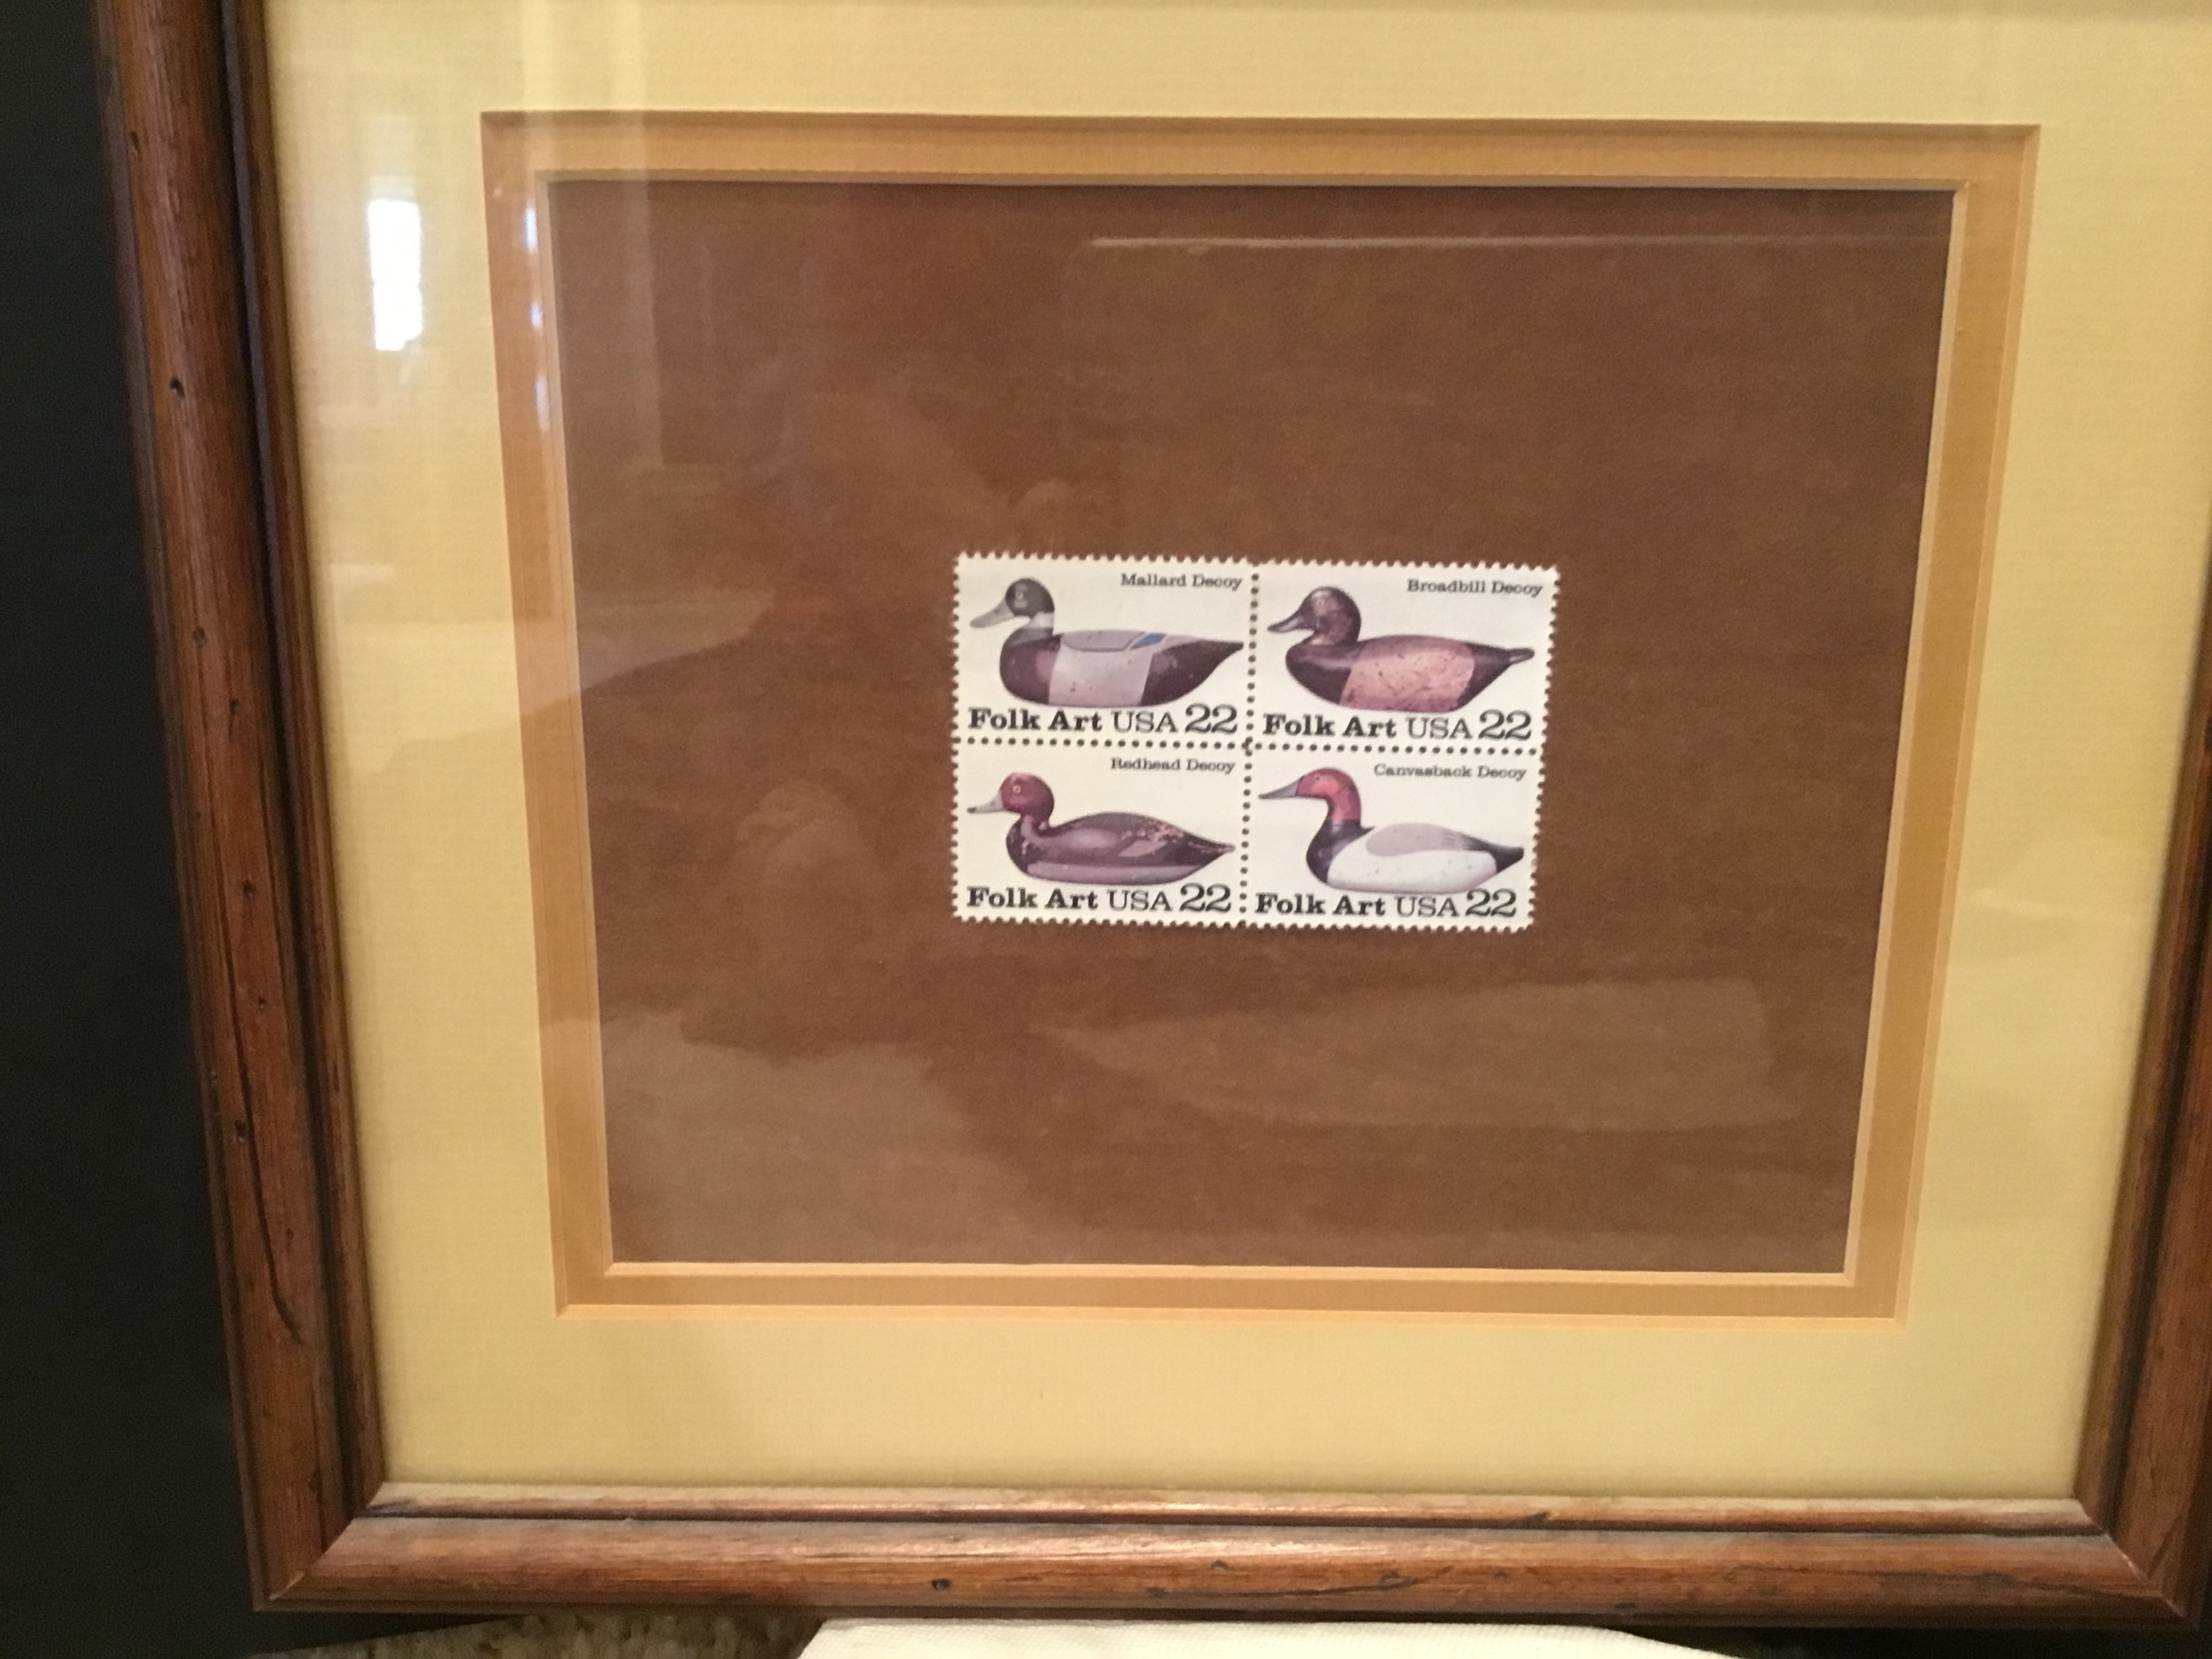 Mallard Decoy
Folk Art USA 22
Broadbill Decoy
Folk Art USA 22
Redhead Decoy
Folk Art USA 22
Canvasback Decoy
Folk Art USA 22